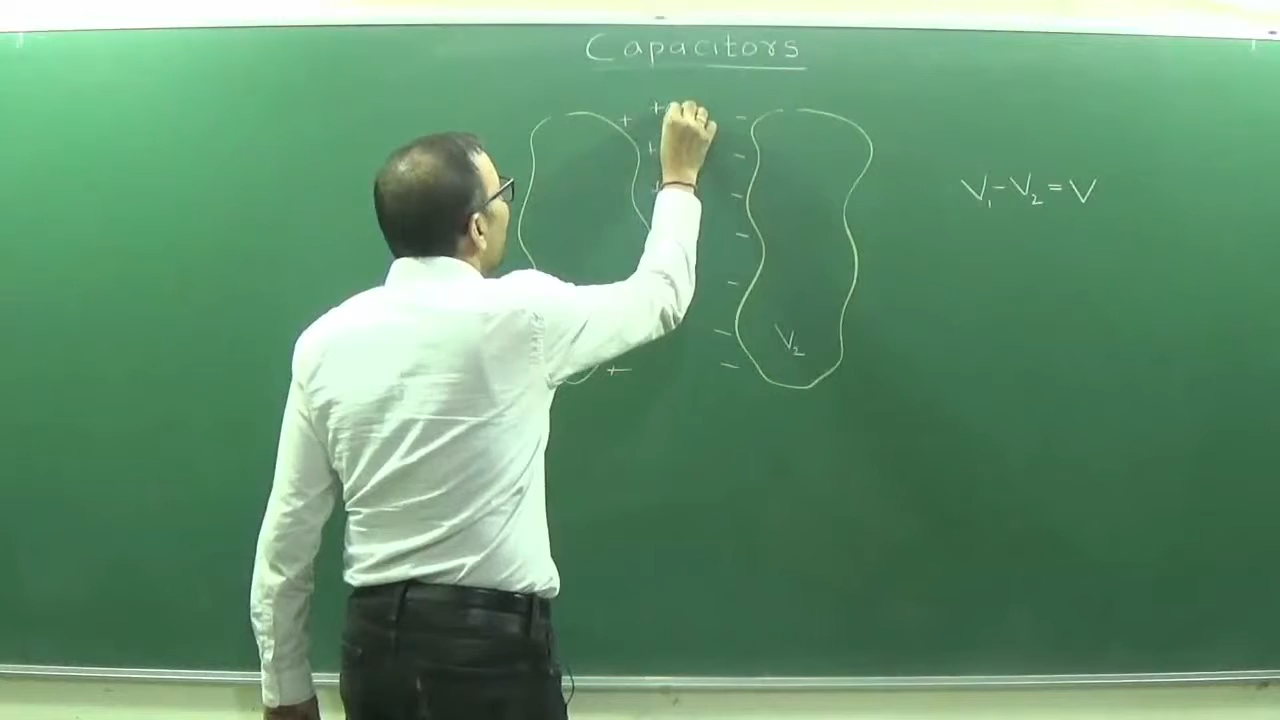 Capacitors
V₁ - V₂ = V
V₂